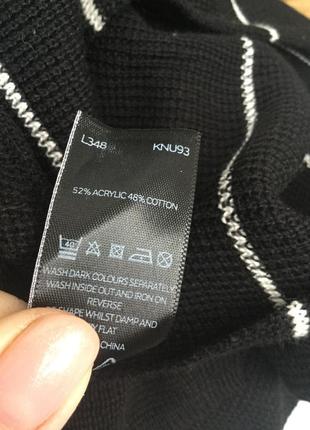 L348 KNU93
52% ACRYLIC 48% COTTON
40
WASH DARK COLOURS SEPARATELY
WASH INSIDE OUT AND IRON ON
REVERSE
WHILST DAMP AND
FLAT
CHINA